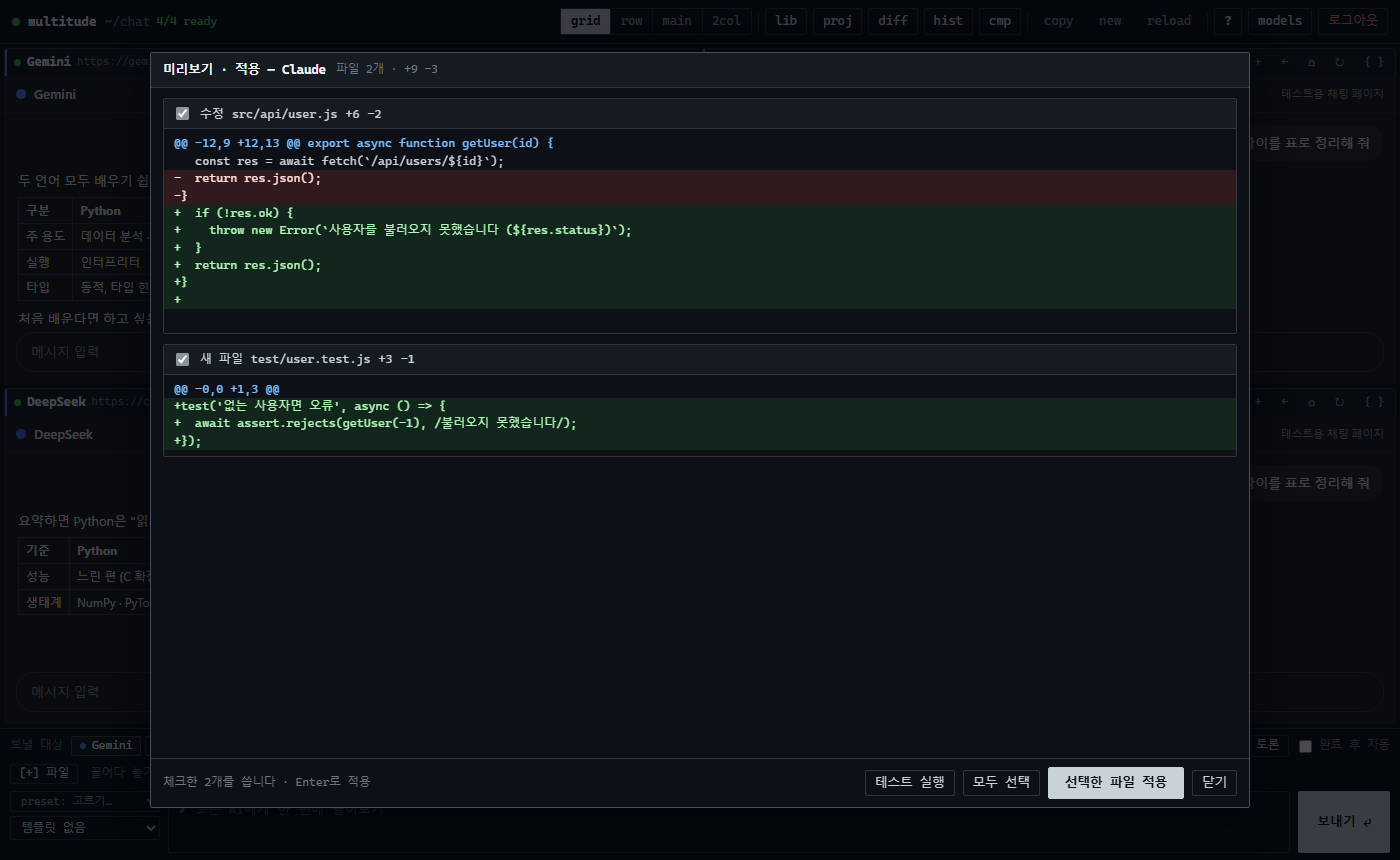 multitude ~/chat 4/4 ready
grid row main 2col lib proj diff hist cmp copy new reload ? models 로그아웃
Gemini
{ }
Gemini
테스트용 채팅 페이지
이를 표로 정리해 줘
두 언어 모두 배우기 쉽
구분 Python
주 용도 데이터 분석
실행 인터프리터
타입 동적, 타입 힌
처음 배운다면 하고 싶은
메시지 입력
DeepSeek
{ }
DeepSeek
테스트용 채팅 페이지
이를 표로 정리해 줘
요약하면 Python은 "읽
기준 Python
성능 느린 편 (C 확장
생태계 NumPy · PyTo
메시지 입력
미리보기 · 적용 — Claude 파일 2개 · +9 −3
수정 src/api/user.js +6 −2
@@ -12,9 +12,13 @@ export async function getUser(id) {
const res = await fetch(`/api/users/${id}`);
-  return res.json();
-}
+  if (!res.ok) {
+    throw new Error(`사용자를 불러오지 못했습니다 (${res.status})`);
+  }
+  return res.json();
+}
+
새 파일 test/user.test.js +3 −1
@@ -0,0 +1,3 @@
+test('없는 사용자면 오류', async () => {
+  await assert.rejects(getUser(-1), /불러오지 못했습니다/);
+});
체크한 2개를 씁니다 · Enter로 적용
테스트 실행 모두 선택 선택한 파일 적용 닫기
보낼 대상 Gemini
토론 완료 후 자동
[+] 파일 끌어다 놓기
preset: 고르기…
템플릿 없음
보내기 ↵